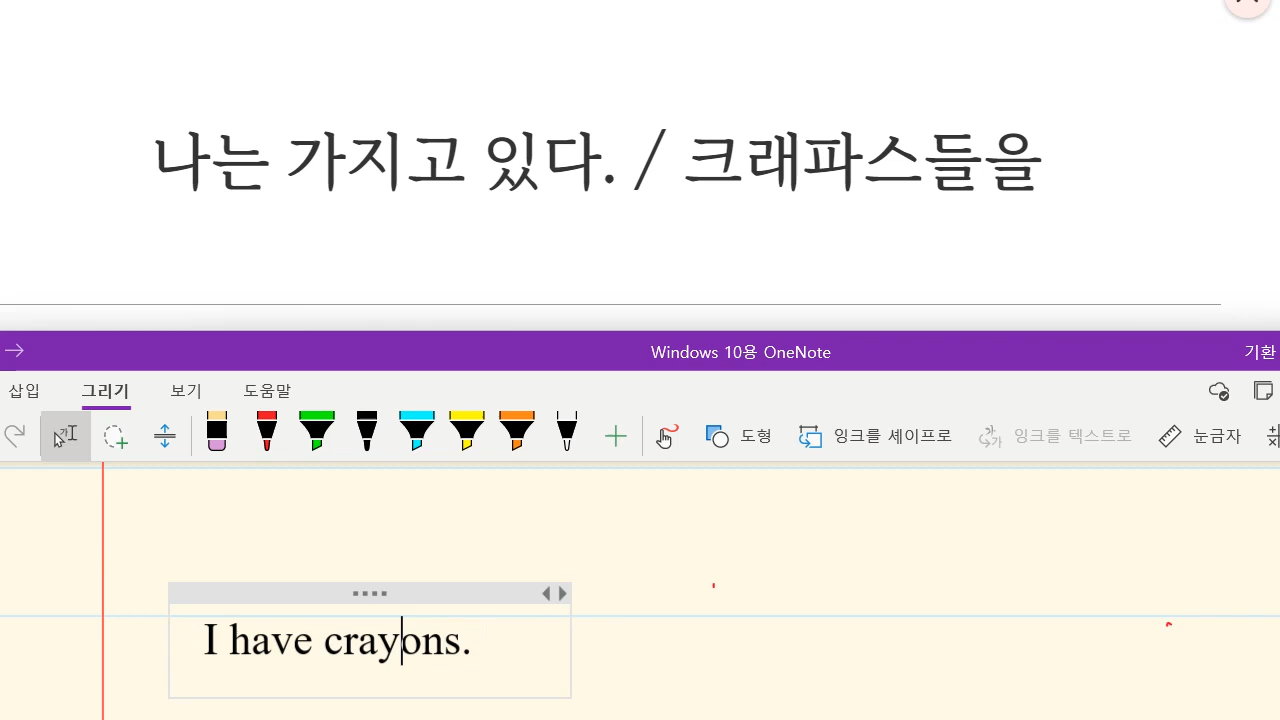 나는 가지고 있다. / 크래파스들을
Windows 10용 OneNote
기환
삽입 그리기 보기 도움말
도형 잉크를 셰이프로 잉크를 텍스트로 눈금자
I have crayons.